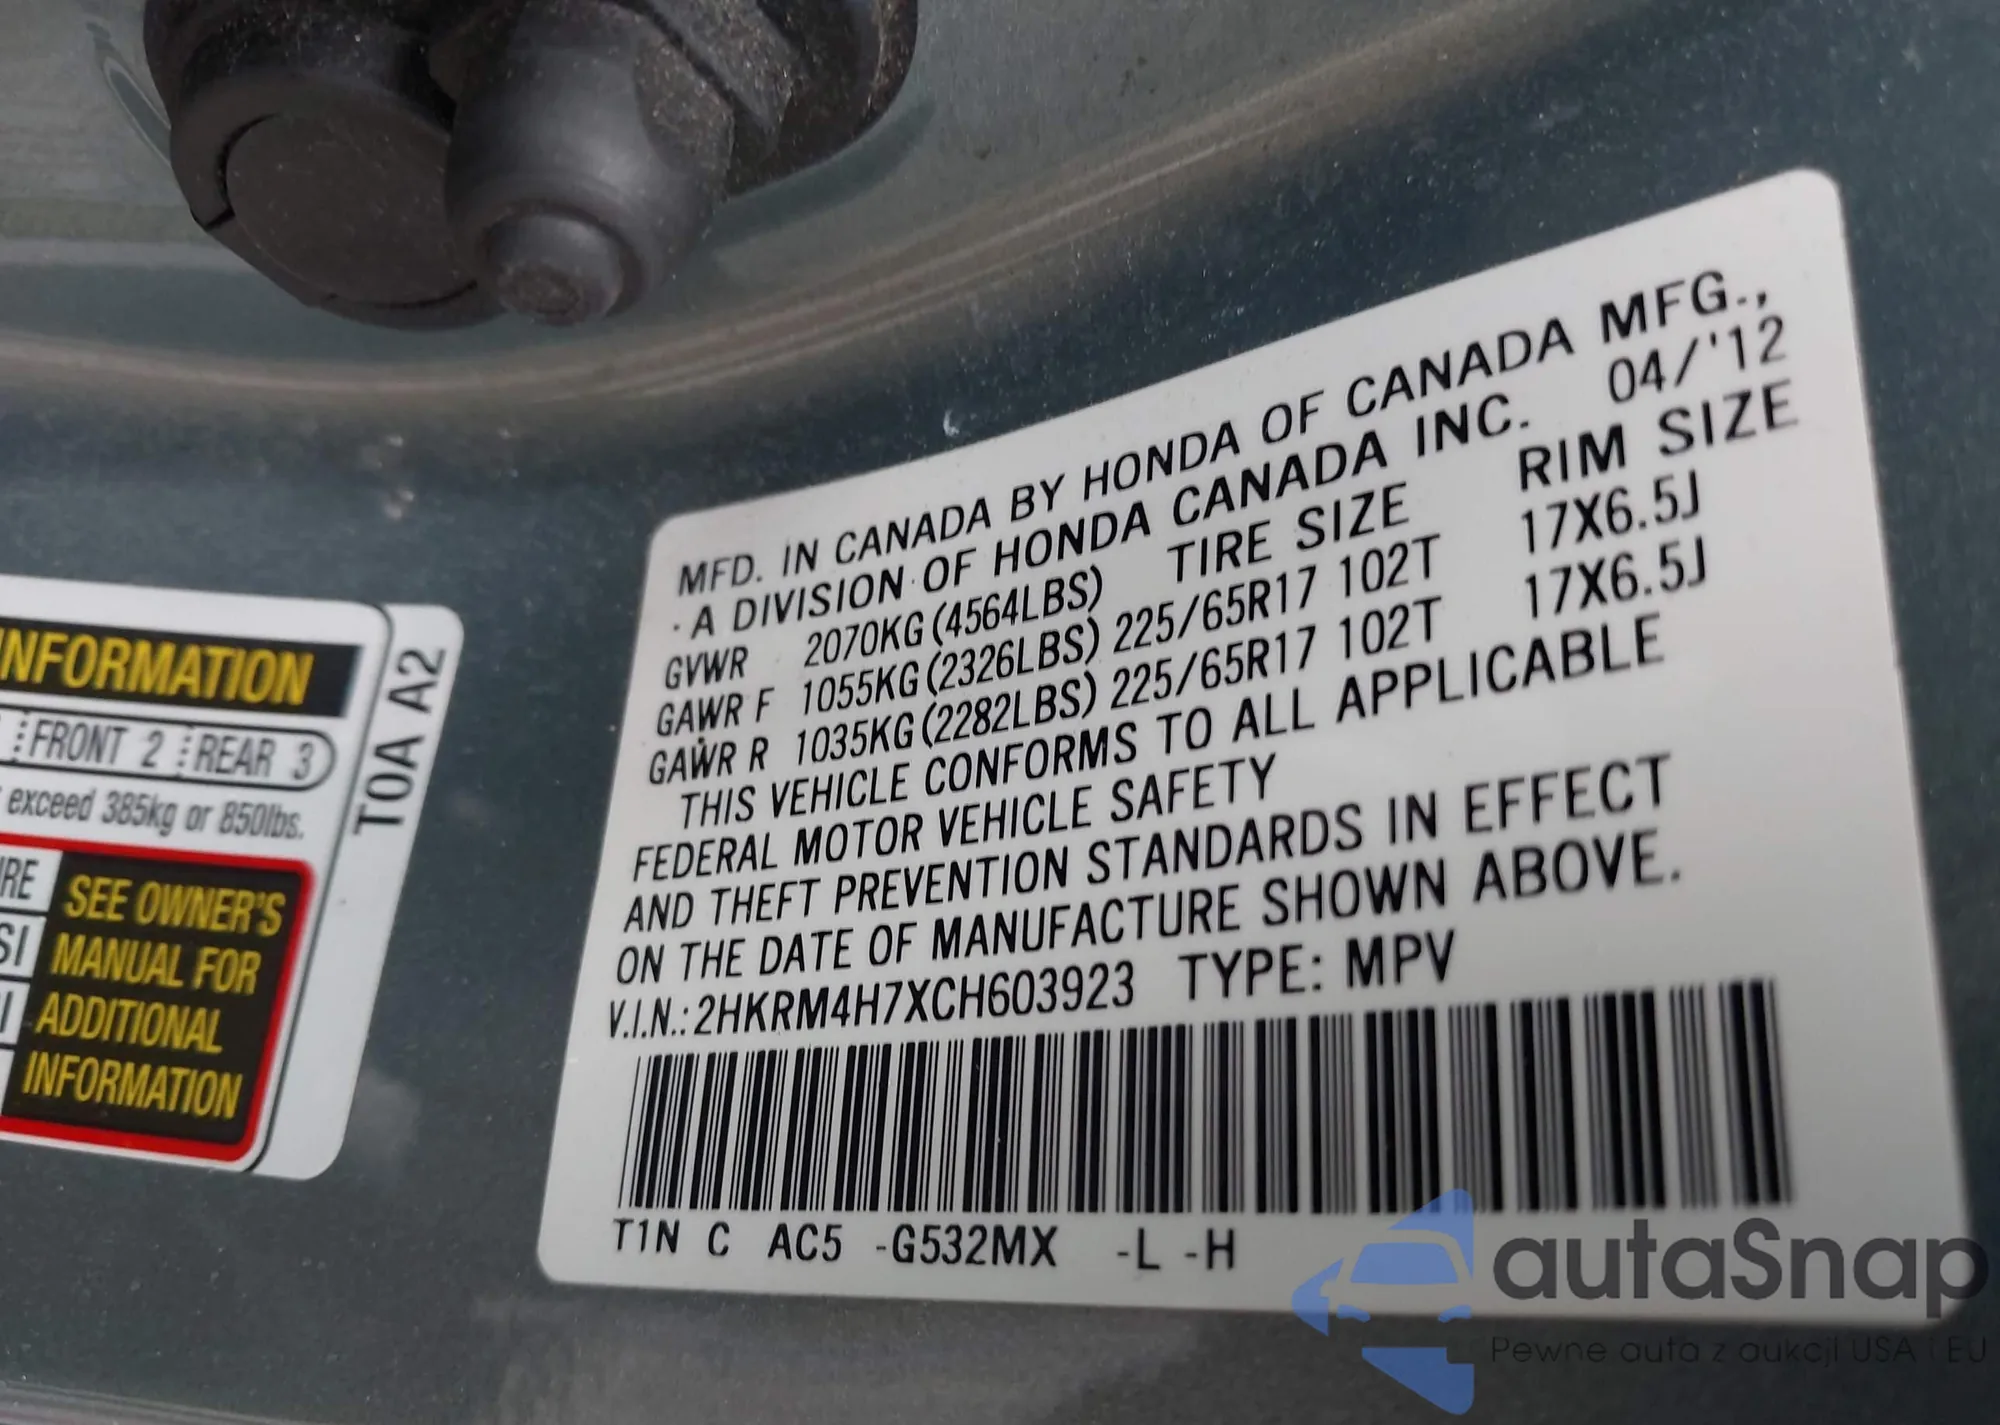 NFORMATION
FRONT 2 REAR 3
exceed 385kg or 850lbs.
SEE OWNER'S
MANUAL FOR
ADDITIONAL
INFORMATION
T0A A2
MFD. IN CANADA BY HONDA OF CANADA MFG.,
A DIVISION OF HONDA CANADA INC. 04/'12
GVWR 2070KG(4564LBS) TIRE SIZE RIM SIZE
GAWR F 1055KG(2326LBS) 225/65R17 102T 17X6.5J
GAWR R 1035KG(2282LBS) 225/65R17 102T 17X6.5J
THIS VEHICLE CONFORMS TO ALL APPLICABLE
FEDERAL MOTOR VEHICLE SAFETY
AND THEFT PREVENTION STANDARDS IN EFFECT
ON THE DATE OF MANUFACTURE SHOWN ABOVE.
V.I.N.: 2HKRM4H7XCH603923 TYPE: MPV
T1N C AC5 -G532MX -L -H
autaSnap
Pewne auta z aukcji USA i EU